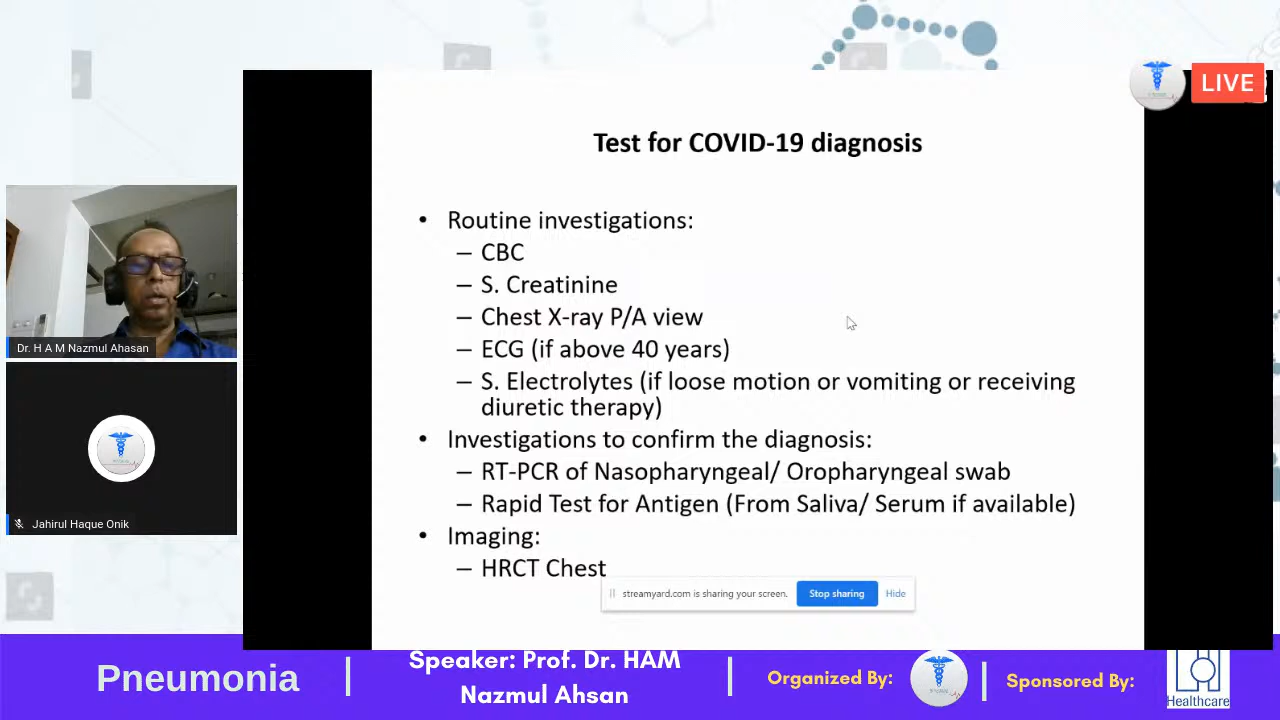 LIVE
Test for COVID-19 diagnosis
• Routine investigations:
– CBC
– S. Creatinine
– Chest X-ray P/A view
– ECG (if above 40 years)
– S. Electrolytes (if loose motion or vomiting or receiving
diuretic therapy)
• Investigations to confirm the diagnosis:
– RT-PCR of Nasopharyngeal/ Oropharyngeal swab
– Rapid Test for Antigen (From Saliva/ Serum if available)
• Imaging:
– HRCT Chest
streamyard.com is sharing your screen. Stop sharing Hide
Dr. H A M Nazmul Ahasan
Jahirul Haque Onik
Pneumonia
Speaker: Prof. Dr. HAM
Nazmul Ahsan
Organized By:
Sponsored By:
Healthcare